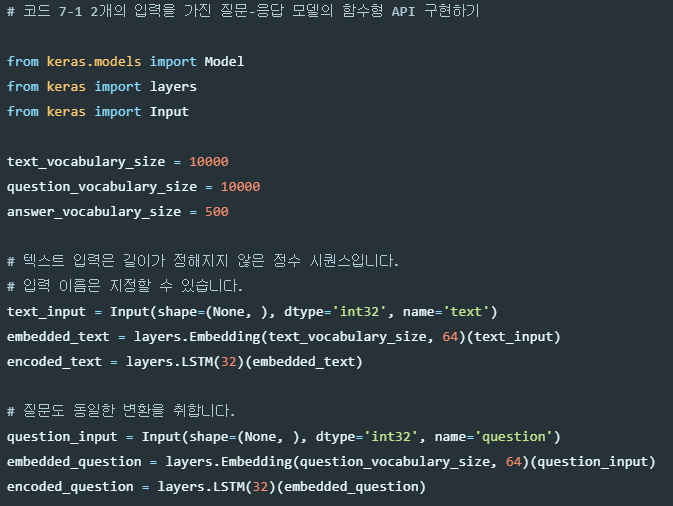 # 코드 7-1 2개의 입력을 가진 질문-응답 모델의 함수형 API 구현하기
from keras.models import Model
from keras import layers
from keras import Input
text_vocabulary_size = 10000
question_vocabulary_size = 10000
answer_vocabulary_size = 500
# 텍스트 입력은 길이가 정해지지 않은 정수 시퀀스입니다.
# 입력 이름은 지정할 수 있습니다.
text_input = Input(shape=(None, ), dtype='int32', name='text')
embedded_text = layers.Embedding(text_vocabulary_size, 64)(text_input)
encoded_text = layers.LSTM(32)(embedded_text)
# 질문도 동일한 변환을 취합니다.
question_input = Input(shape=(None, ), dtype='int32', name='question')
embedded_question = layers.Embedding(question_vocabulary_size, 64)(question_input)
encoded_question = layers.LSTM(32)(embedded_question)